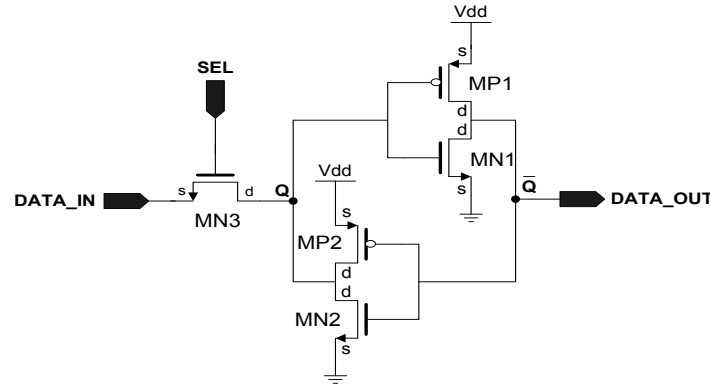 Vdd
s
SEL
MP1
d
d
Vdd
MN1
s
d
Q
s
Q̅
DATA_IN
DATA_OUT
MN3
s
MP2
d
d
MN2
s